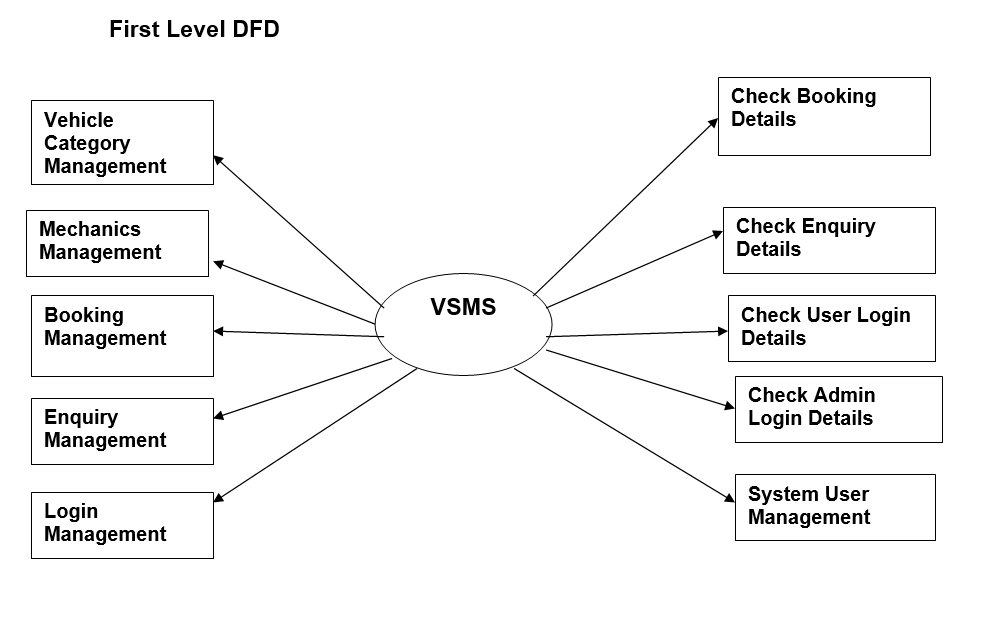 First Level DFD
Vehicle
Category
Management
Mechanics
Management
Booking
Management
Enquiry
Management
Login
Management
VSMS
Check Booking
Details
Check Enquiry
Details
Check User Login
Details
Check Admin
Login Details
System User
Management